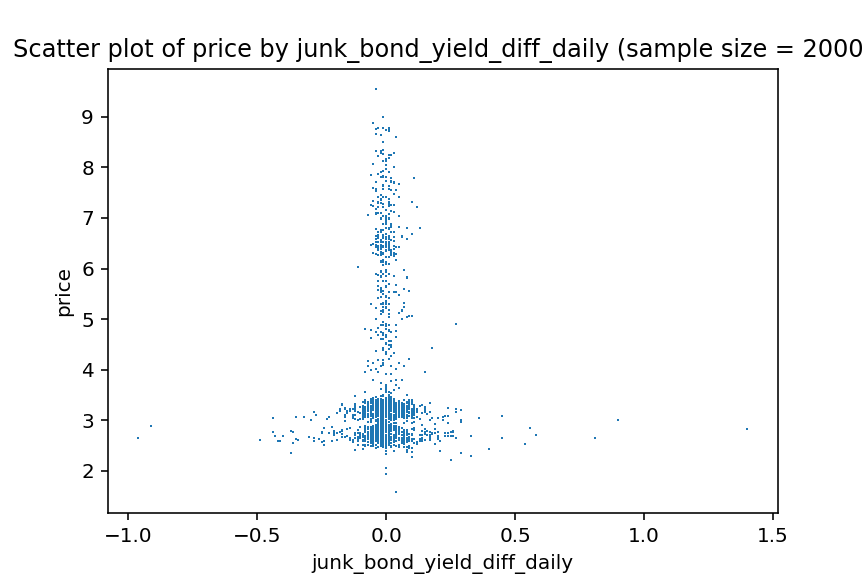 Scatter plot of price by junk_bond_yield_diff_daily (sample size = 2000
9
8
7
6
5
4
3
2
price
−1.0 −0.5 0.0 0.5 1.0 1.5
junk_bond_yield_diff_daily